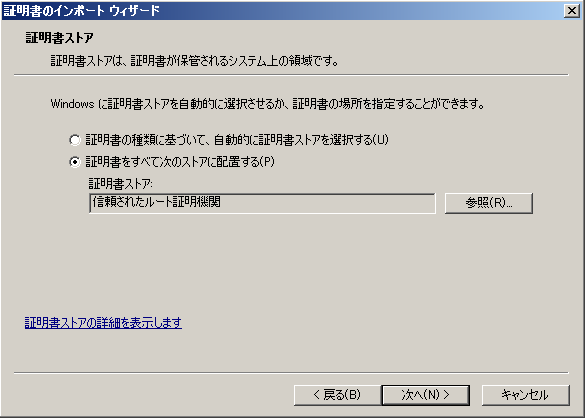 証明書のインポート ウィザード
証明書ストア
証明書ストアは、証明書が保管されるシステム上の領域です。
Windows に証明書ストアを自動的に選択させるか、証明書の場所を指定することができます。
証明書の種類に基づいて、自動的に証明書ストアを選択する(U)
証明書をすべて次のストアに配置する(P)
証明書ストア:
信頼されたルート証明機関
参照(R)...
証明書ストアの詳細を表示します
< 戻る(B)
次へ(N) >
キャンセル